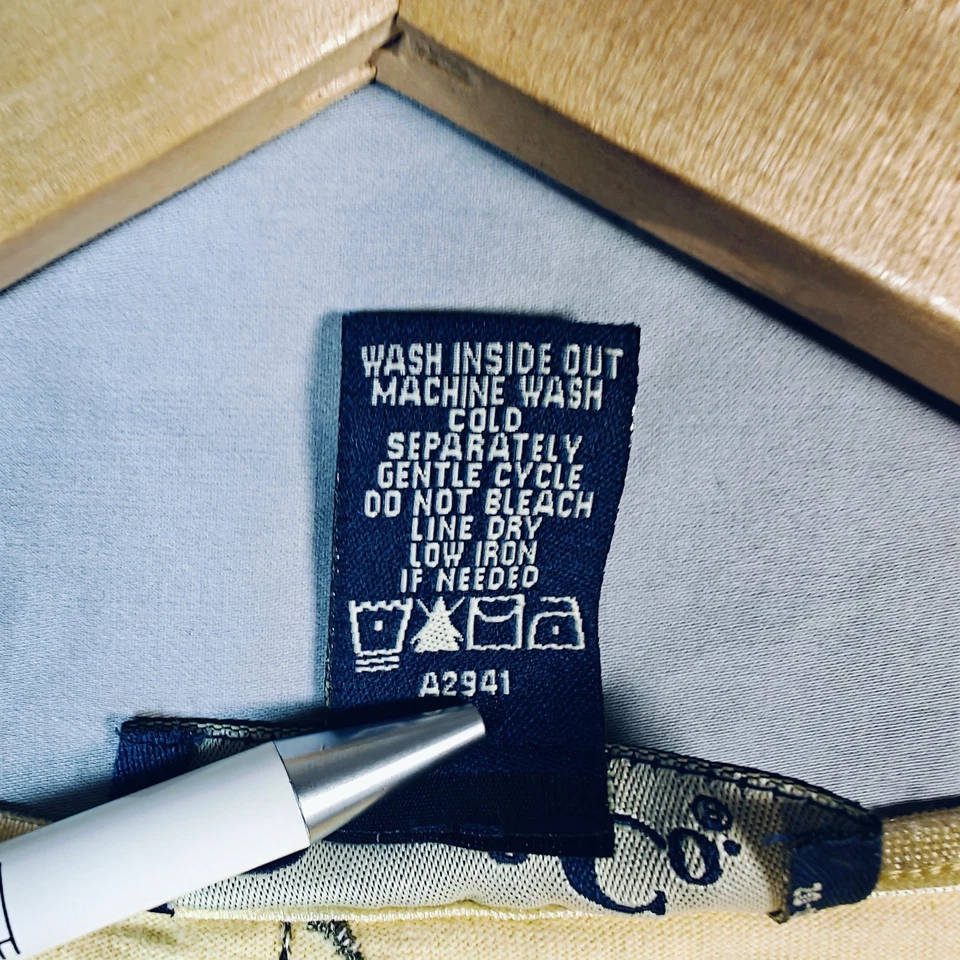 WASH INSIDE OUT
MACHINE WASH
COLD
SEPARATELY
GENTLE CYCLE
DO NOT BLEACH
LINE DRY
LOW IRON
IF NEEDED
A2941